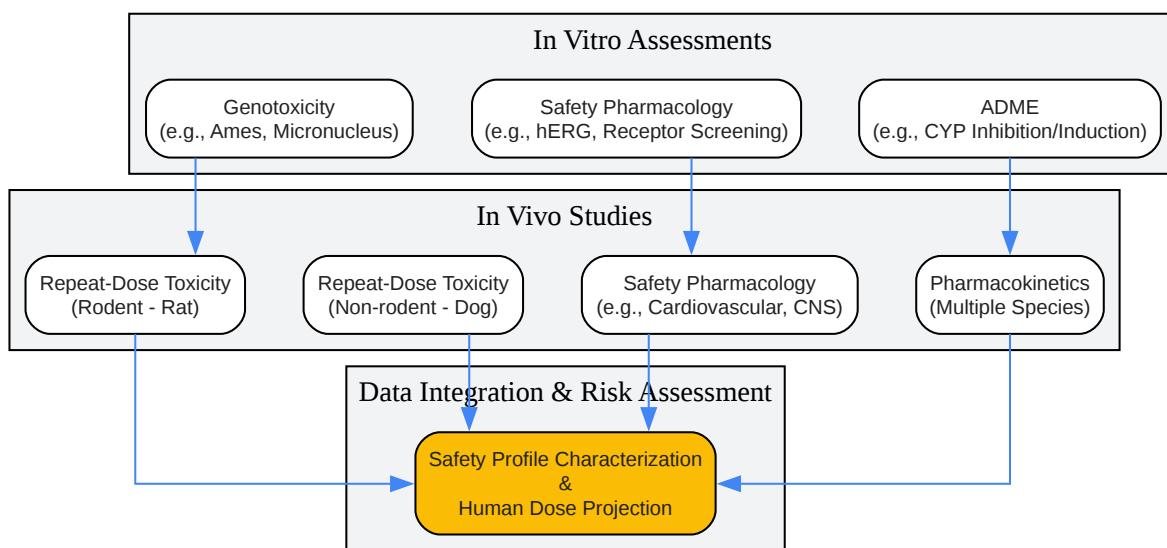 In Vitro Assessments
Genotoxicity
(e.g., Ames, Micronucleus)
Safety Pharmacology
(e.g., hERG, Receptor Screening)
ADME
(e.g., CYP Inhibition/Induction)
In Vivo Studies
Repeat-Dose Toxicity
(Rodent - Rat)
Repeat-Dose Toxicity
(Non-rodent - Dog)
Safety Pharmacology
(e.g., Cardiovascular, CNS)
Pharmacokinetics
(Multiple Species)
Data Integration & Risk Assessment
Safety Profile Characterization
&
Human Dose Projection